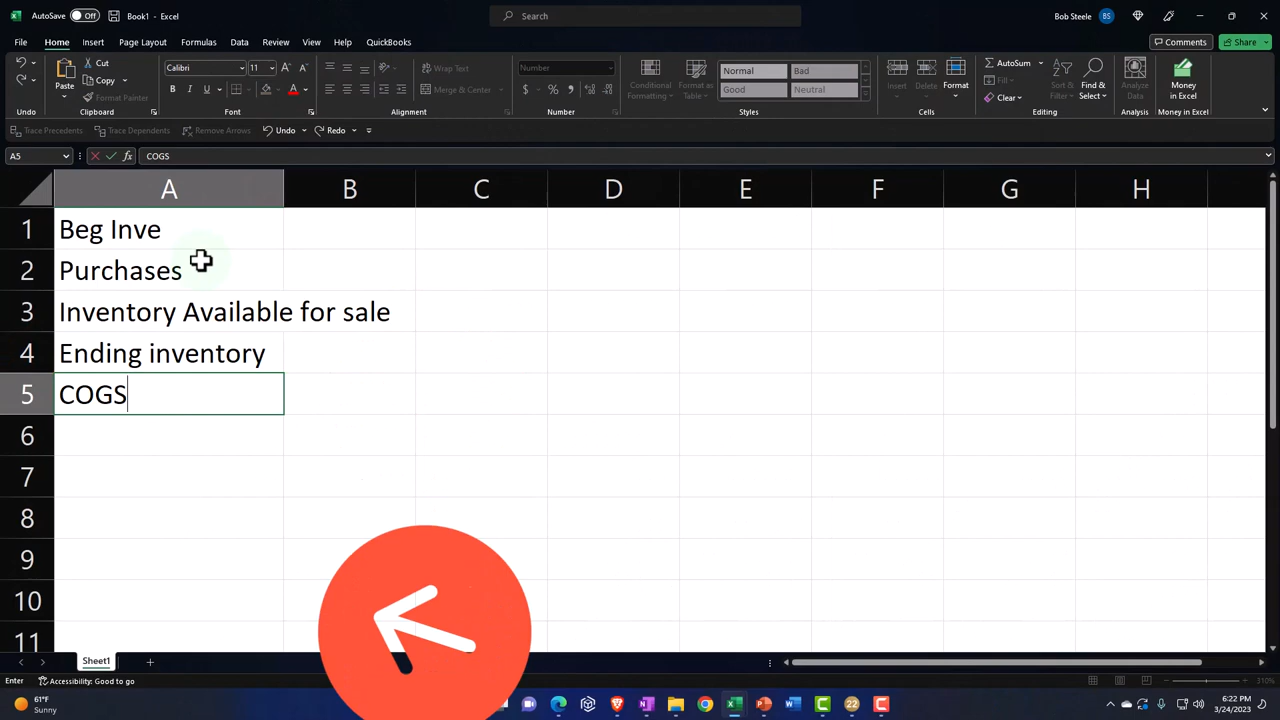 AutoSave Off Book1 - Excel Search Bob Steele BS
File Home Insert Page Layout Formulas Data Review View Help QuickBooks Comments Share
Paste Cut Copy Format Painter
Calibri 11 A A B I U A
Wrap Text Merge & Center
Number $ % 9
Conditional Formatting Format as Table Normal Bad Good Neutral
Insert Delete Format
AutoSum Fill Clear Sort & Filter Find & Select
Analyze Data Money in Excel
Undo Clipboard Font Alignment Number Styles Cells Editing Analysis Money in Excel
Trace Precedents Trace Dependents Remove Arrows Undo Redo
A5 fx COGS
A B C D E F G H
1 Beg Inve
2 Purchases
3 Inventory Available for sale
4 Ending inventory
5 COGS
6
7
8
9
10
11
Sheet1
Enter Accessibility: Good to go 310%
61°F
Sunny
22
6:22 PM
3/24/2023